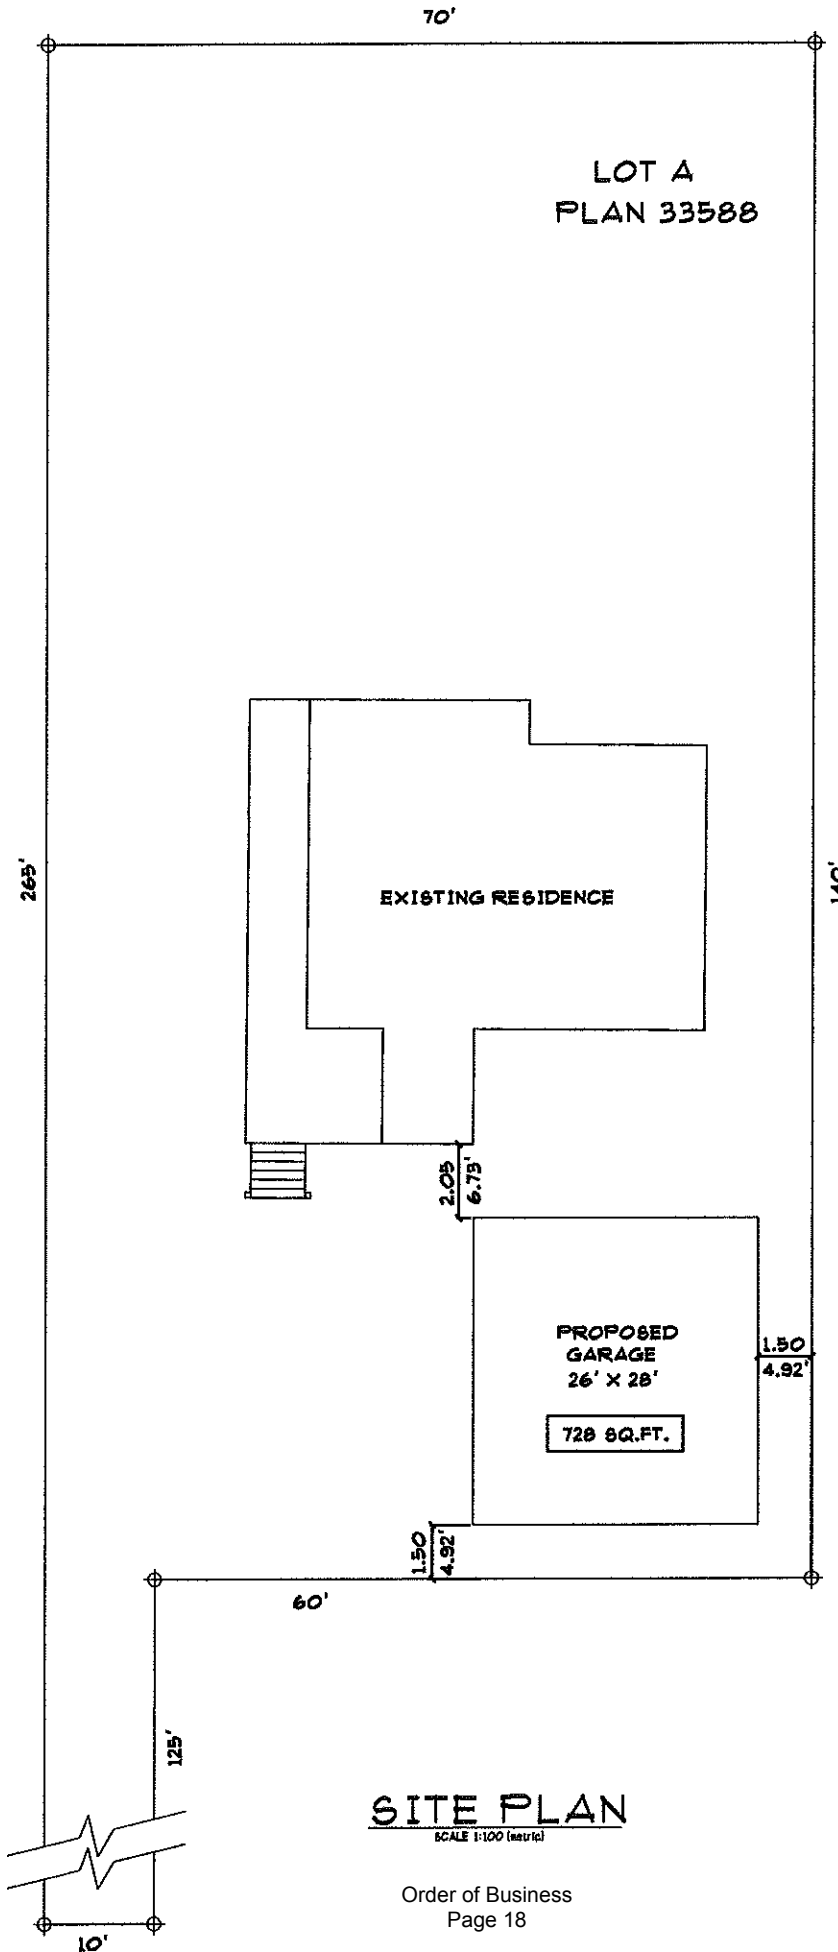 70'
LOT A
PLAN 33588
265'
140'
EXISTING RESIDENCE
2.05
6.73'
PROPOSED
GARAGE
26' X 28'
728 SQ.FT.
1.50
4.92'
1.50
4.92'
60'
125'
SITE PLAN
SCALE 1:100 (metric)
Order of Business
Page 18
10'